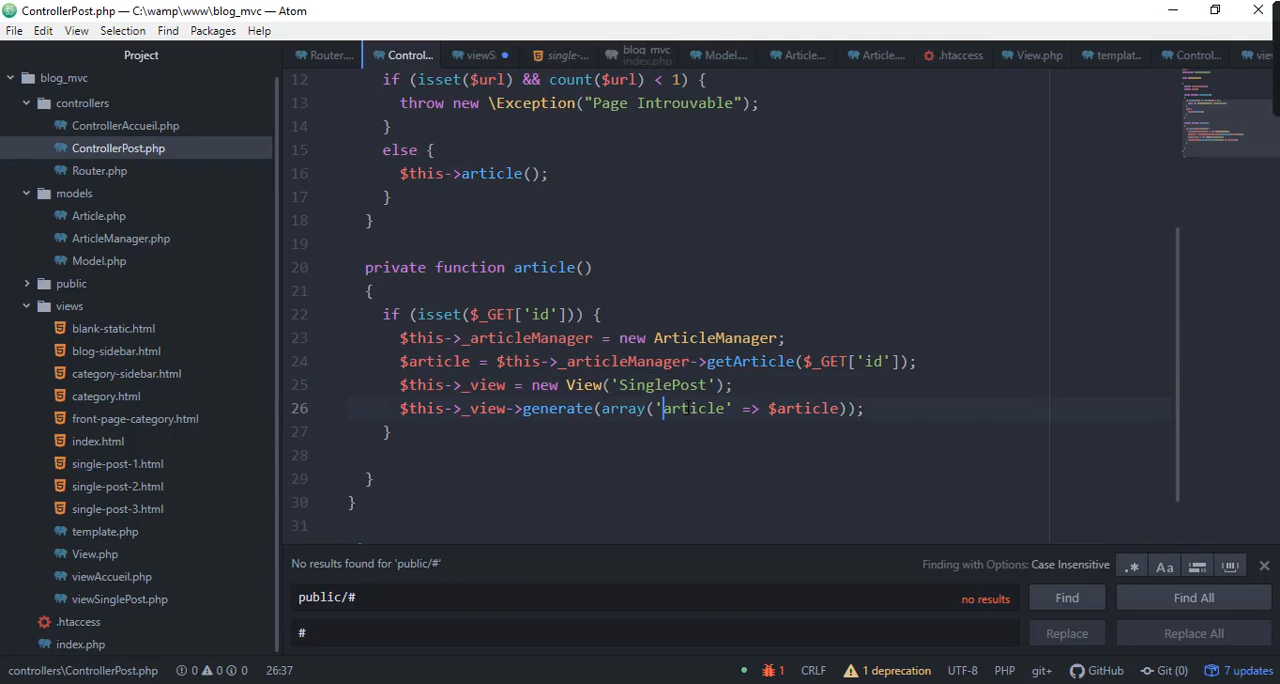 ControllerPost.php — C:\wamp\www\blog_mvc — Atom
File Edit View Selection Find Packages Help
Project
Router.... Control... viewS single-... blog mvc index.php Model.... Article... Article.... .htaccess View.php templat... Control... vie
blog_mvc
controllers
ControllerAccueil.php
ControllerPost.php
Router.php
models
Article.php
ArticleManager.php
Model.php
public
views
blank-static.html
blog-sidebar.html
category-sidebar.html
category.html
front-page-category.html
index.html
single-post-1.html
single-post-2.html
single-post-3.html
template.php
View.php
viewAccueil.php
viewSinglePost.php
.htaccess
index.php
12 if (isset($url) && count($url) < 1) {
13 throw new \Exception("Page Introuvable");
14 }
15 else {
16 $this->article();
17 }
18 }
19
20 private function article()
21 {
22 if (isset($_GET['id'])) {
23 $this->_articleManager = new ArticleManager;
24 $article = $this->_articleManager->getArticle($_GET['id']);
25 $this->_view = new View('SinglePost');
26 $this->_view->generate(array('article' => $article));
27 }
28
29 }
30 }
31
No results found for 'public/#' Finding with Options: Case Insensitive .* Aa
public/# no results Find Find All
# Replace Replace All
controllers\ControllerPost.php 0 0 0 26:37 1 CRLF 1 deprecation UTF-8 PHP git+ GitHub Git (0) 7 updates